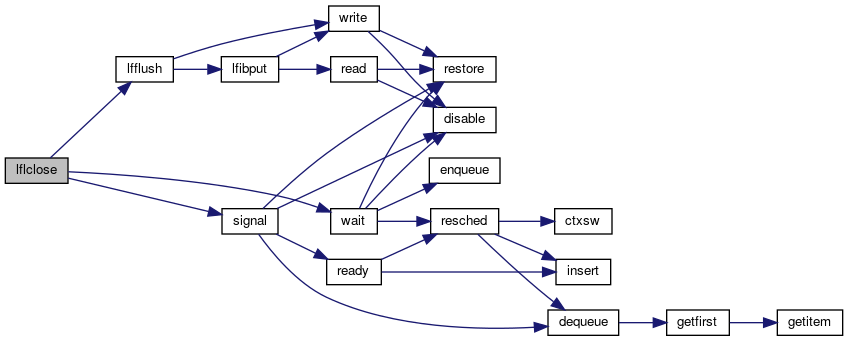 write
lfflush
lfibput
read
restore
disable
lflclose
enqueue
signal
wait
resched
ctxsw
ready
insert
dequeue
getfirst
getitem